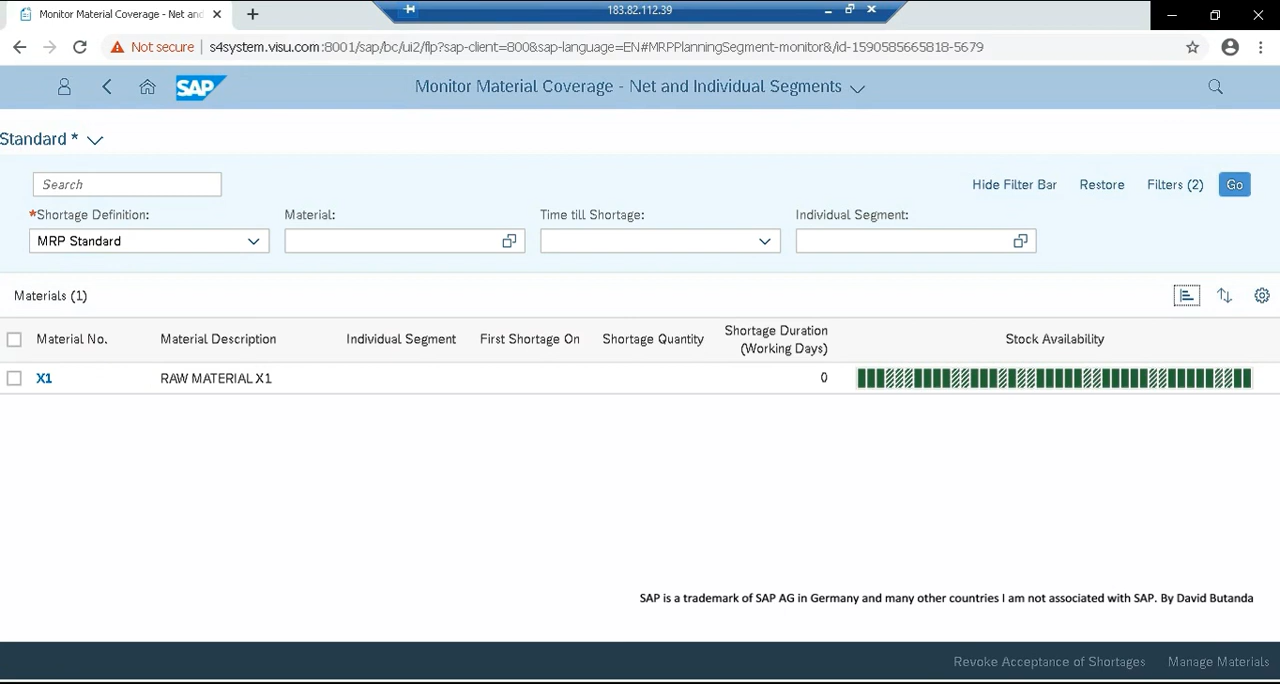 Monitor Material Coverage - Net and
183.82.112.39
Not secure | s4system.visu.com:8001/sap/bc/ui2/flp?sap-client=800&sap-language=EN#MRPPlanningSegment-monitor&/id-1590585665818-5679
SAP
Monitor Material Coverage - Net and Individual Segments
Standard *
Search
Hide Filter Bar
Restore
Filters (2)
Go
*Shortage Definition:
Material:
Time till Shortage:
Individual Segment:
MRP Standard
Materials (1)
Material No.
Material Description
Individual Segment
First Shortage On
Shortage Quantity
Shortage Duration
(Working Days)
Stock Availability
X1
RAW MATERIAL X1
0
SAP is a trademark of SAP AG in Germany and many other countries I am not associated with SAP. By David Butanda
Revoke Acceptance of Shortages
Manage Materials